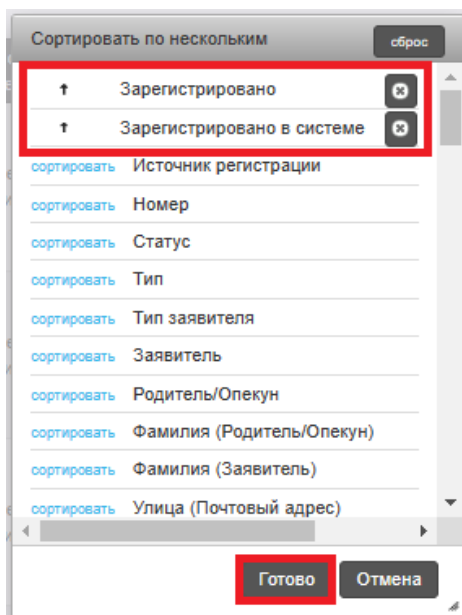 Сортировать по нескольким сброс
↑ Зарегистрировано
↑ Зарегистрировано в системе
сортировать Источник регистрации
сортировать Номер
сортировать Статус
сортировать Тип
сортировать Тип заявителя
сортировать Заявитель
сортировать Родитель/Опекун
сортировать Фамилия (Родитель/Опекун)
сортировать Фамилия (Заявитель)
сортировать Улица (Почтовый адрес)
Готово Отмена